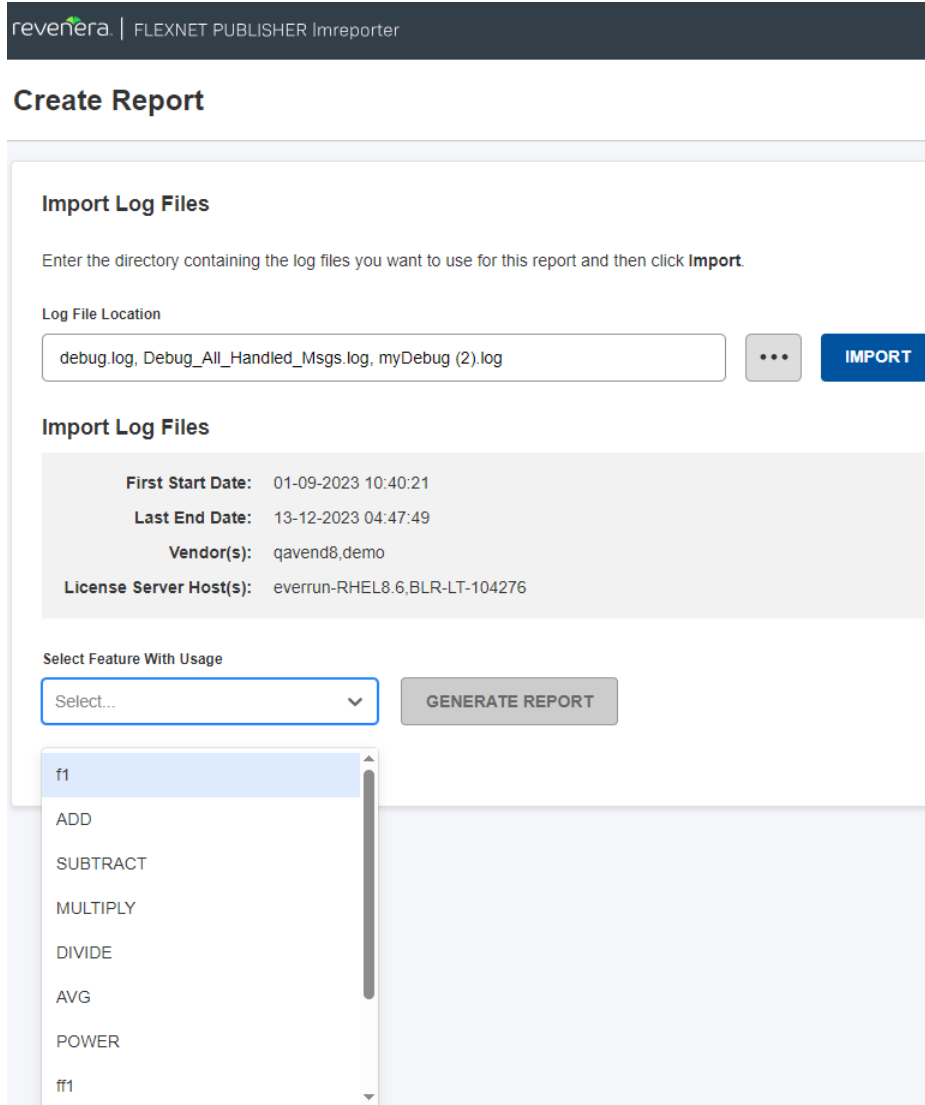 revenera. | FLEXNET PUBLISHER lmreporter
Create Report
Import Log Files
Enter the directory containing the log files you want to use for this report and then click Import.
Log File Location
debug.log, Debug_All_Handled_Msgs.log, myDebug (2).log
••• IMPORT
Import Log Files
First Start Date: 01-09-2023 10:40:21
Last End Date: 13-12-2023 04:47:49
Vendor(s): qavend8,demo
License Server Host(s): everrun-RHEL8.6,BLR-LT-104276
Select Feature With Usage
Select... GENERATE REPORT
f1
ADD
SUBTRACT
MULTIPLY
DIVIDE
AVG
POWER
ff1